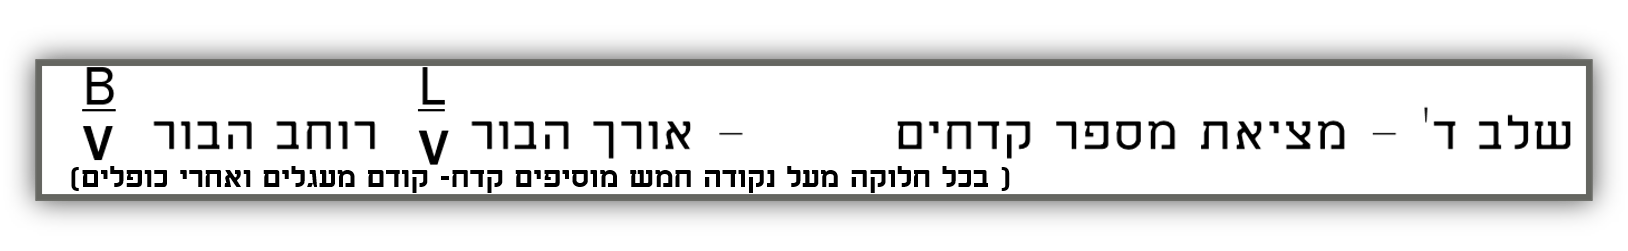 שלב ד' – מציאת מספר קדחים – אורך הבור L/V רוחב הבור B/V
( בכל חלוקה מעל נקודה חמש מוסיפים קדח- קודם מעגלים ואחרי כופלים)